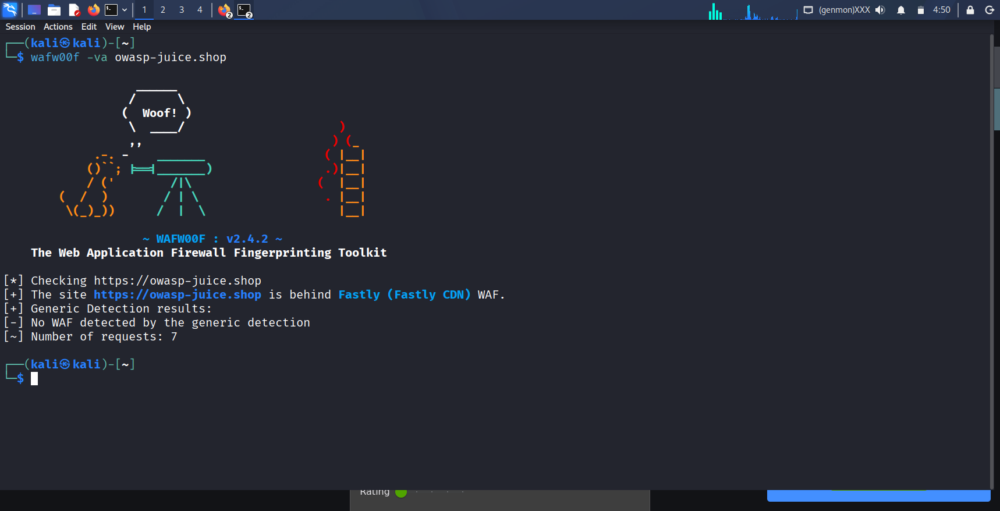 1 2 3 4 2 2 (genmon)XXX 4:50
Session Actions Edit View Help
┌──(kali㉿kali)-[~]
└─$ wafw00f -va owasp-juice.shop
Woof!
~ WAFW00F : v2.4.2 ~
The Web Application Firewall Fingerprinting Toolkit
[*] Checking https://owasp-juice.shop
[+] The site https://owasp-juice.shop is behind Fastly (Fastly CDN) WAF.
[+] Generic Detection results:
[-] No WAF detected by the generic detection
[~] Number of requests: 7
┌──(kali㉿kali)-[~]
└─$
Rating